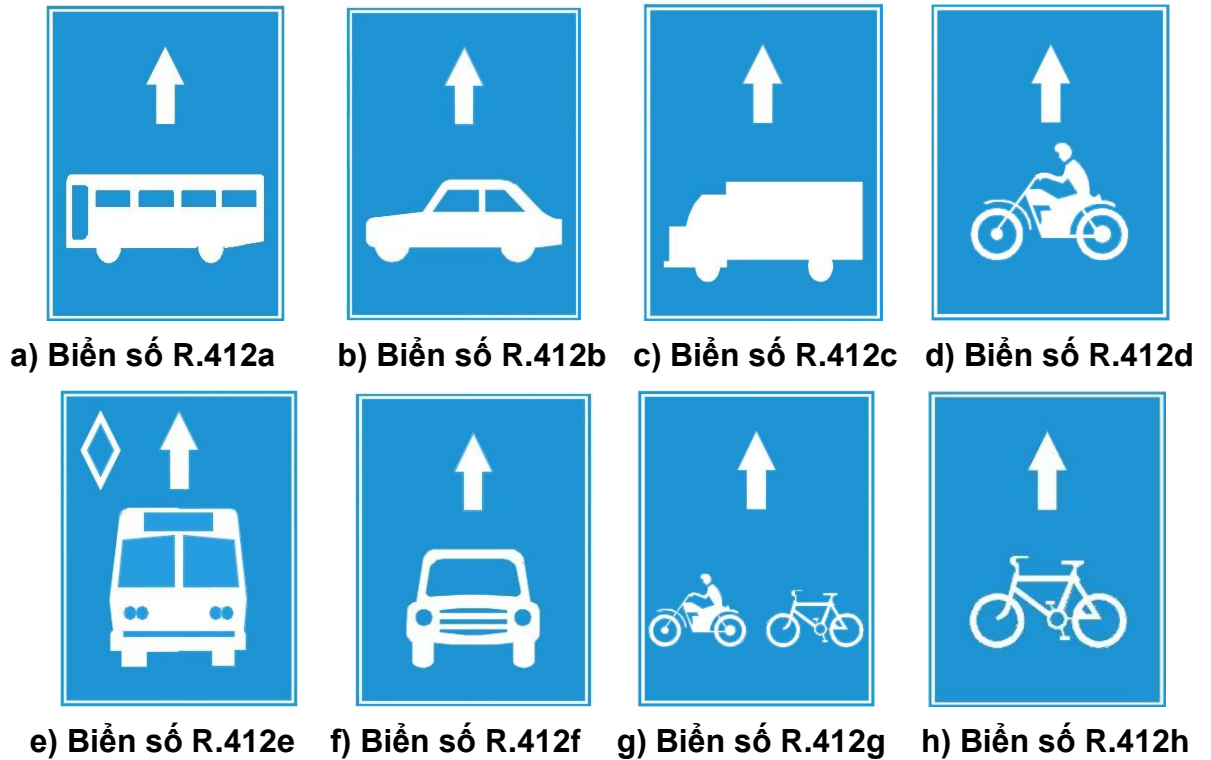 a) Biển số R.412a b) Biển số R.412b c) Biển số R.412c d) Biển số R.412d
e) Biển số R.412e f) Biển số R.412f g) Biển số R.412g h) Biển số R.412h